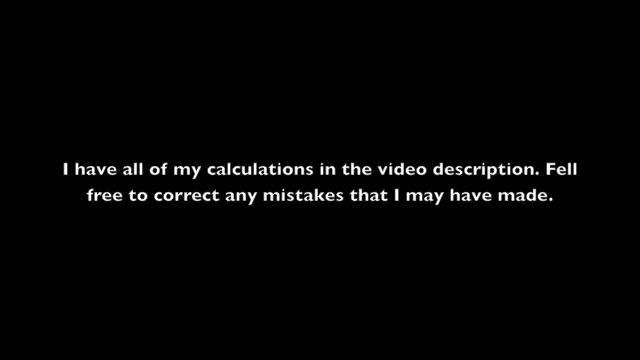 I have all of my calculations in the video description. Fell
free to correct any mistakes that I may have made.